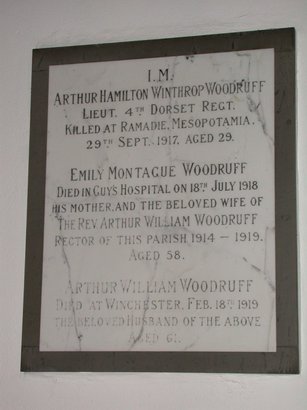 I.M.
ARTHUR HAMILTON WINTHROP WOODRUFF
LIEUT. 4TH DORSET REGT.
KILLED AT RAMADIE, MESOPOTAMIA.
29TH SEPT. 1917, AGED 29.
EMILY MONTAGUE WOODRUFF
DIED IN GUY'S HOSPITAL ON 18TH JULY 1918
HIS MOTHER, AND THE BELOVED WIFE OF
THE REV. ARTHUR WILLIAM WOODRUFF
RECTOR OF THIS PARISH 1914 – 1919.
AGED 58.
ARTHUR WILLIAM WOODRUFF
DIED AT WINCHESTER, FEB. 18TH 1919
THE BELOVED HUSBAND OF THE ABOVE
AGED 61.